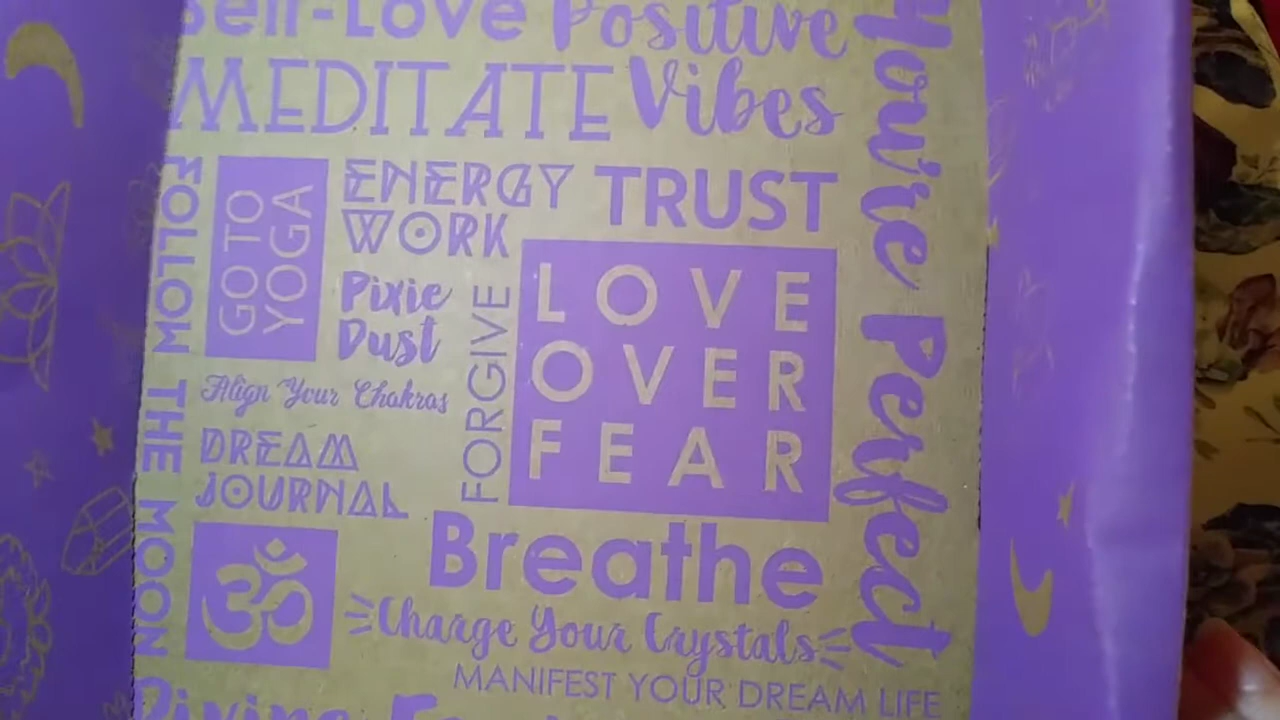 Self-Love Positive
MEDITATE Vibes
You're Perfect
FOLLOW THE MOON
GO TO
YOGA
ENERGY
WORK
TRUST
Pixie
Dust
FORGIVE
LOVE
OVER
FEAR
Align Your Chakras
DREAM
JOURNAL
ॐ
Breathe
Charge Your Crystals
MANIFEST YOUR DREAM LIFE
Divine